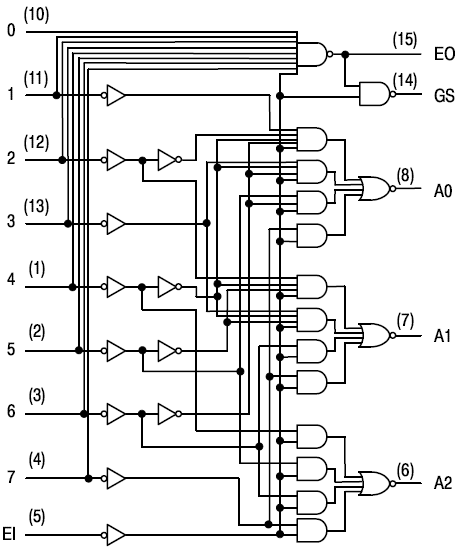 0 (10)
(15) EO
1 (11)
(14) GS
2 (12)
(8) A0
3 (13)
4 (1)
(7) A1
5 (2)
6 (3)
7 (4)
(6) A2
EI (5)